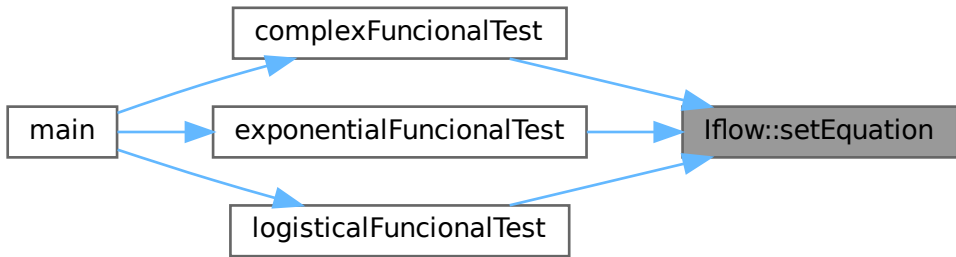 complexFuncionalTest
main
exponentialFuncionalTest
Iflow::setEquation
logisticalFuncionalTest